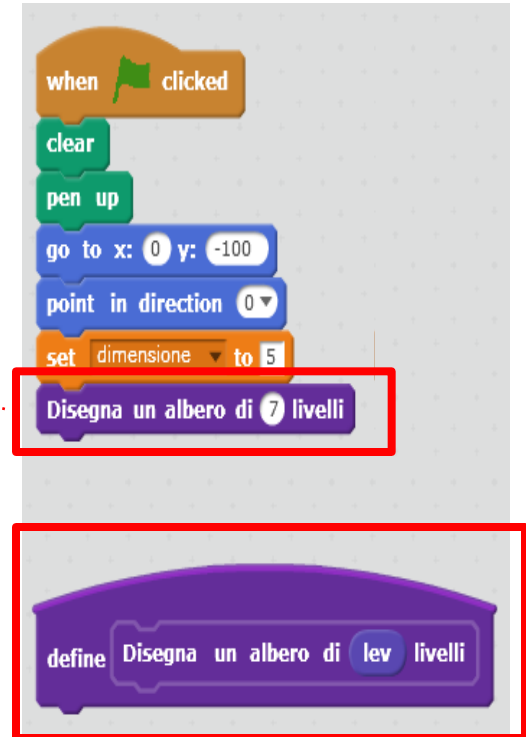 when clicked
clear
pen up
go to x: 0 y: -100
point in direction 0
set dimensione to 5
Disegna un albero di 7 livelli
define Disegna un albero di lev livelli